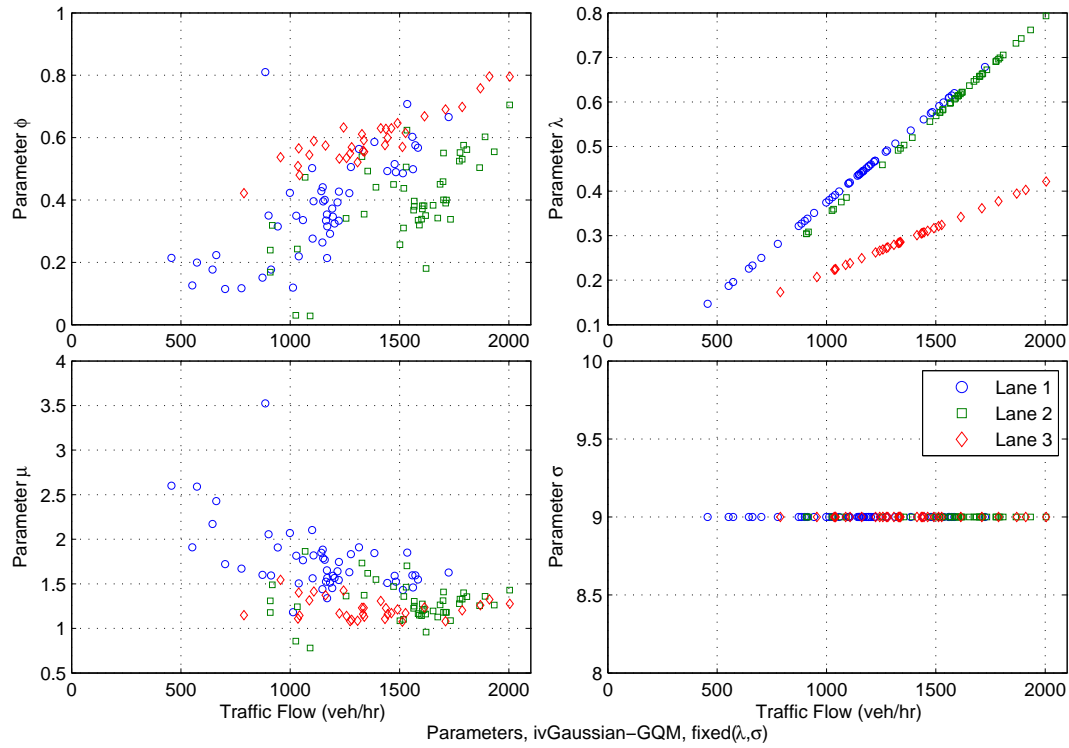 1
0.8
0.6
0.4
0.2
0
Parameter ϕ
0 500 1000 1500 2000
0.8
0.7
0.6
0.5
0.4
0.3
0.2
0.1
Parameter λ
0 500 1000 1500 2000
4
3.5
3
2.5
2
1.5
1
0.5
Parameter μ
0 500 1000 1500 2000
Traffic Flow (veh/hr)
10
9.5
9
8.5
8
Parameter σ
Lane 1
Lane 2
Lane 3
0 500 1000 1500 2000
Traffic Flow (veh/hr)
Parameters, ivGaussian−GQM, fixed(λ,σ)